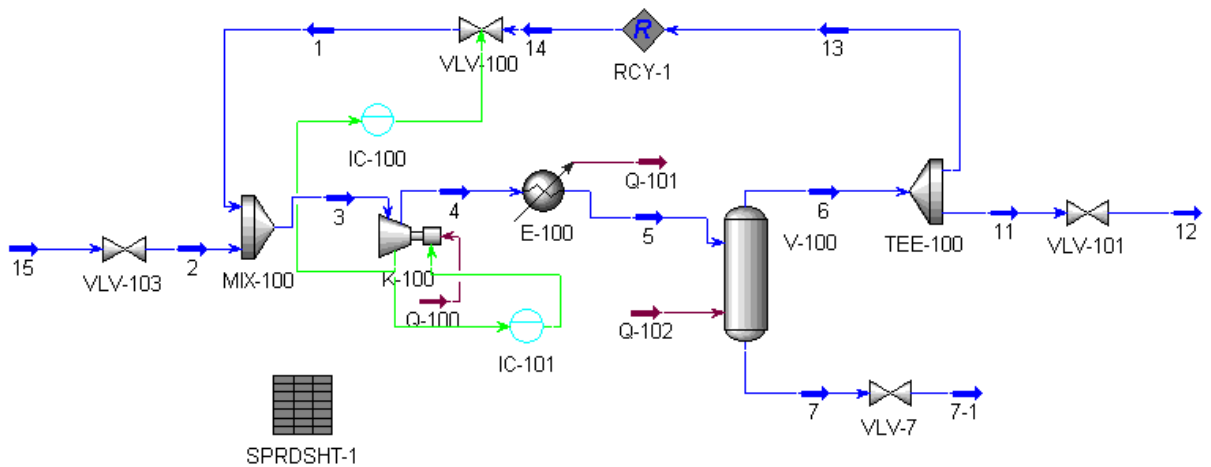 1
14
13
VLV-100
R
RCY-1
IC-100
3
4
Q-101
E-100
5
6
15
VLV-103
2
MIX-100
K-100
Q-100
V-100
TEE-100
11
VLV-101
12
IC-101
Q-102
7
VLV-7
7-1
SPRDSHT-1